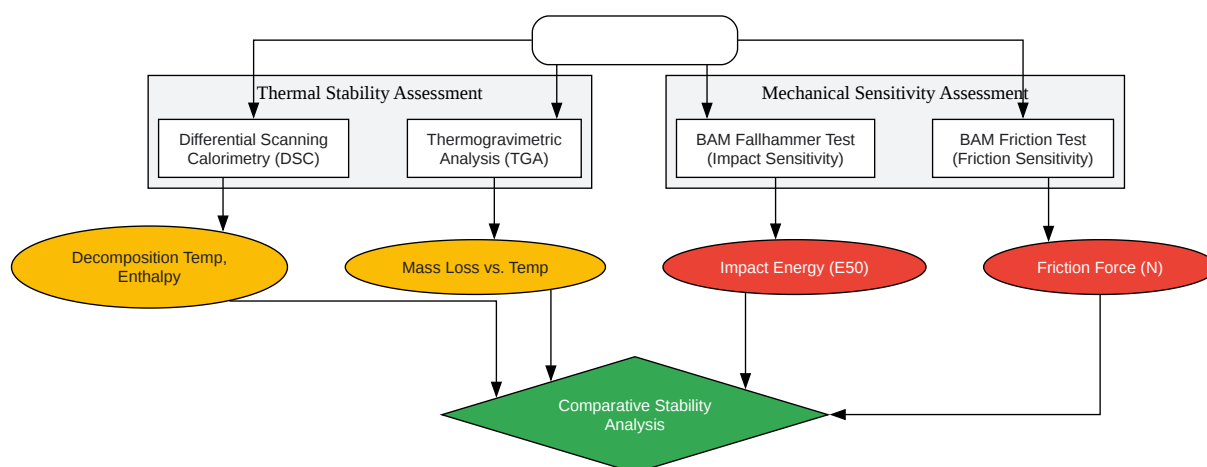 Thermal Stability Assessment
Mechanical Sensitivity Assessment
Differential Scanning
Calorimetry (DSC)
Thermogravimetric
Analysis (TGA)
BAM Fallhammer Test
(Impact Sensitivity)
BAM Friction Test
(Friction Sensitivity)
Decomposition Temp,
Enthalpy
Mass Loss vs. Temp
Impact Energy (E50)
Friction Force (N)
Comparative Stability
Analysis